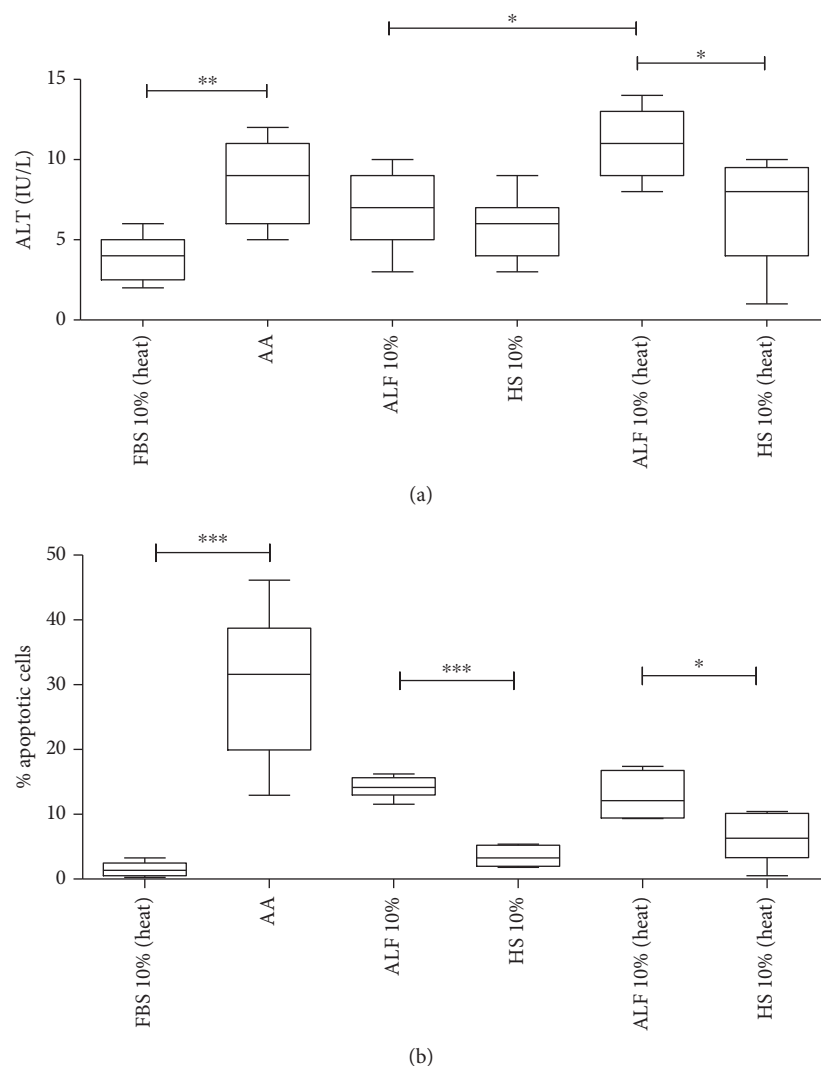 *
**
*
15
10
5
0
ALT (IU/L)
FBS 10% (heat)
AA
ALF 10%
HS 10%
ALF 10% (heat)
HS 10% (heat)
(a)
***
***
*
50
40
30
20
10
0
% apoptotic cells
FBS 10% (heat)
AA
ALF 10%
HS 10%
ALF 10% (heat)
HS 10% (heat)
(b)